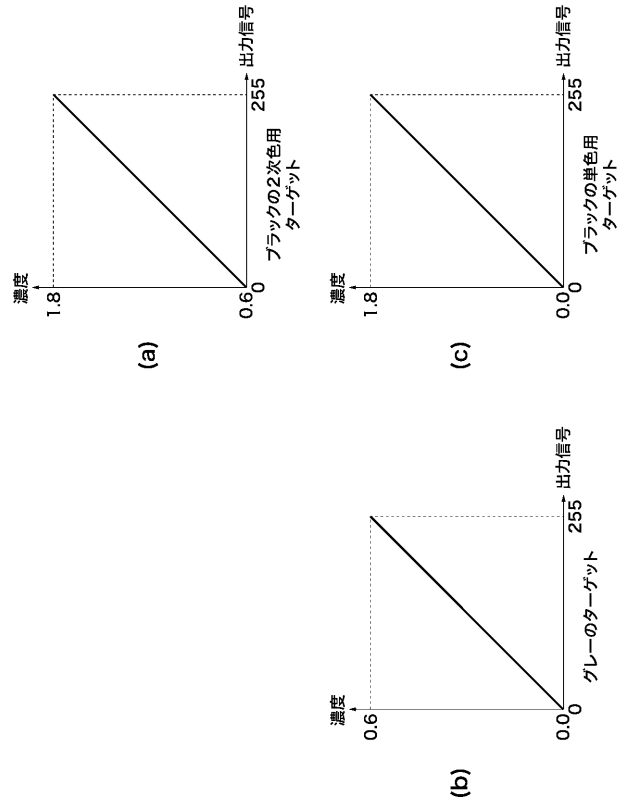 (a)
濃度
1.8
0.6
0
255
出力信号
ブラックの2次色用
ターゲット
(b)
濃度
0.6
0.0
0
255
出力信号
グレーのターゲット
(c)
濃度
1.8
0.0
0
255
出力信号
ブラックの単色用
ターゲット